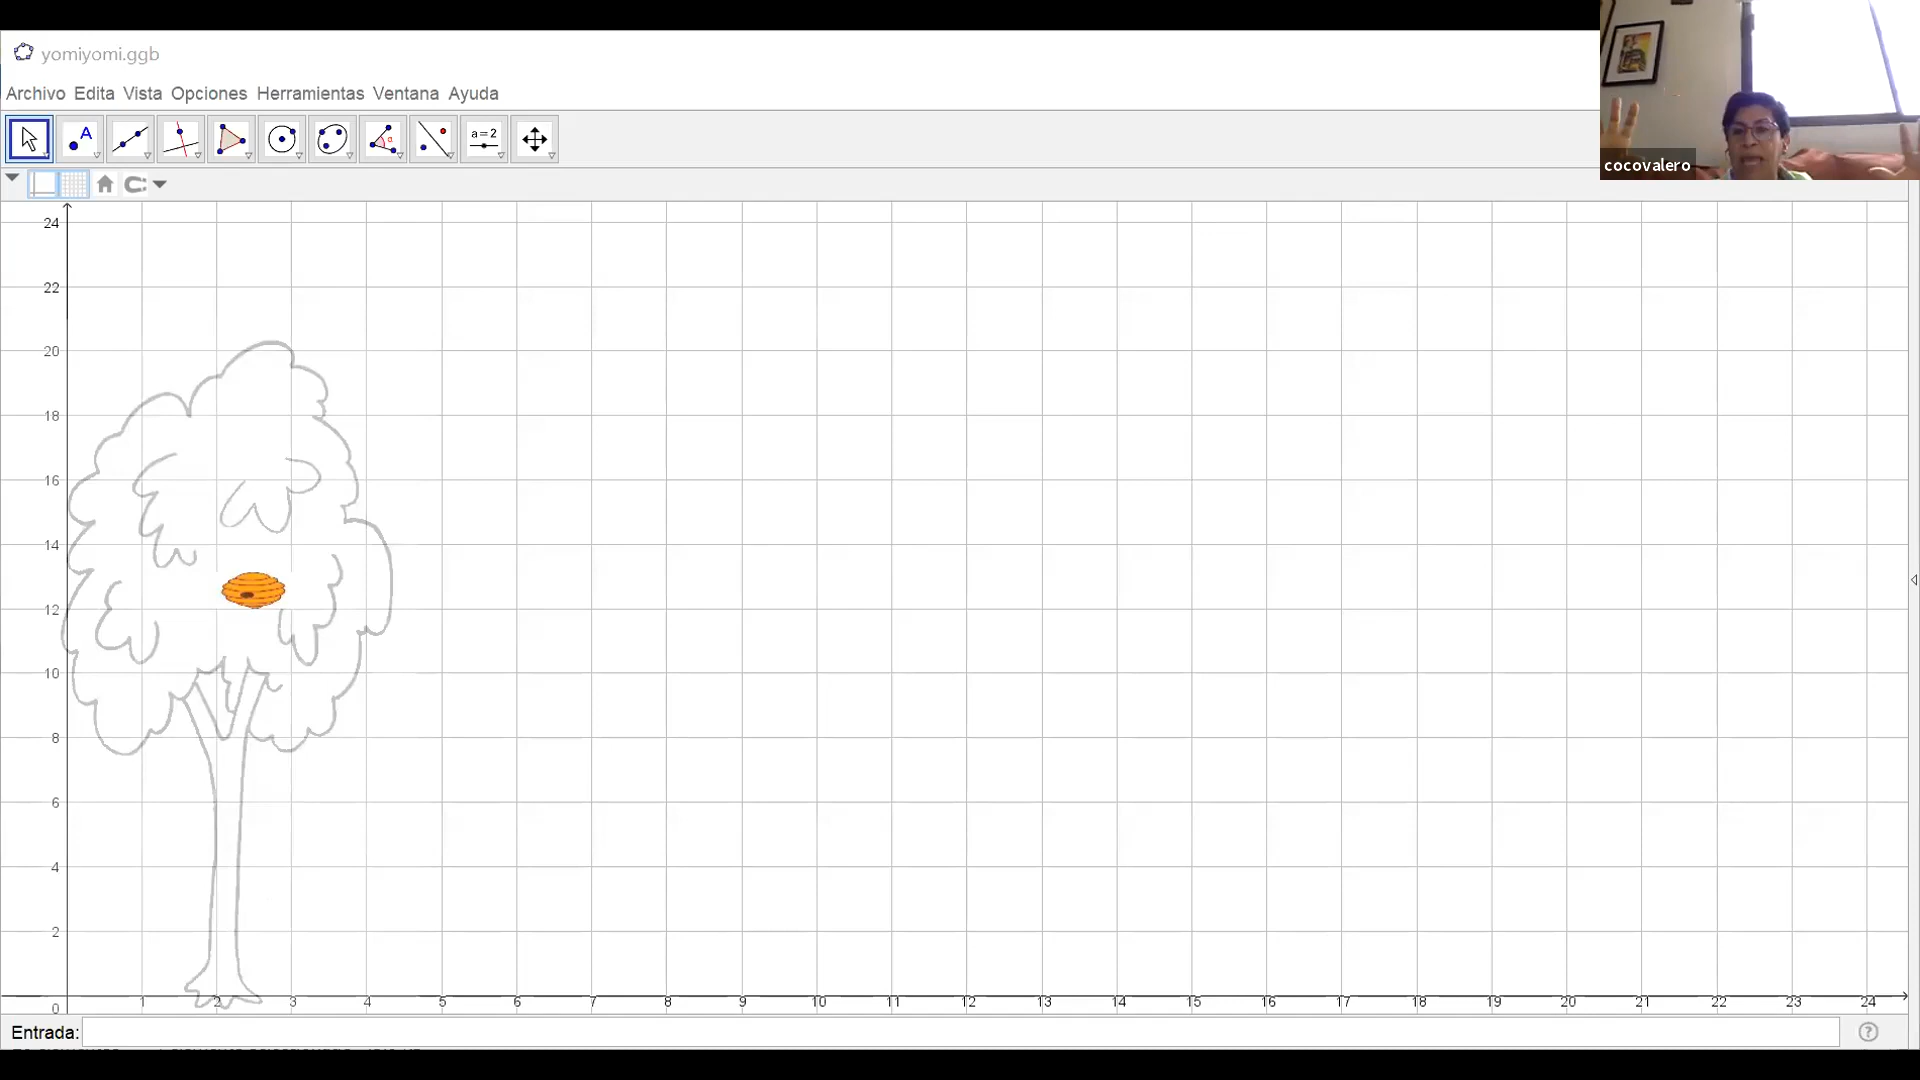 yomiyomi.ggb
Archivo Edita Vista Opciones Herramientas Ventana Ayuda
A
α
a=2
cocovalero
24
22
20
18
16
14
12
10
8
6
4
2
0
1 2 3 4 5 6 7 8 9 10 11 12 13 14 15 16 17 18 19 20 21 22 23 24
Entrada:
?